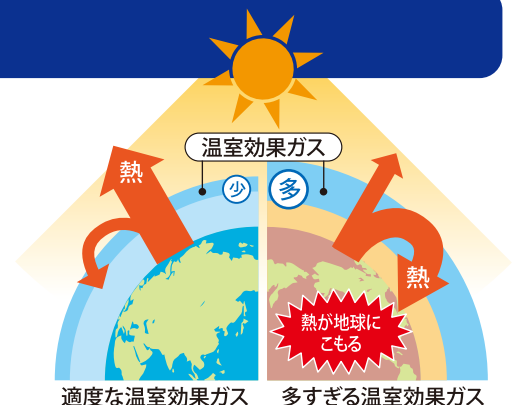 温室効果ガス
少
多
熱
熱
熱が地球に
こもる
適度な温室効果ガス
多すぎる温室効果ガス